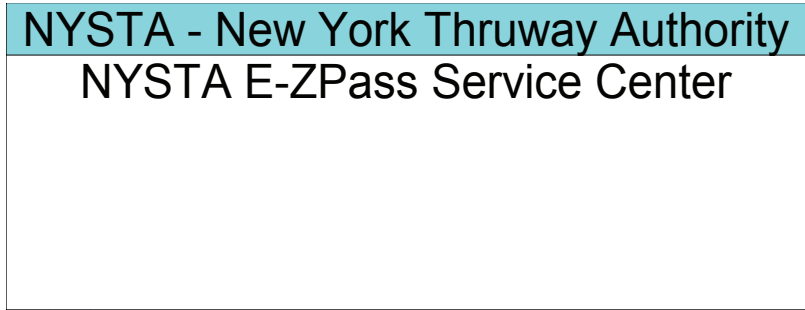 NYSTA - New York Thruway Authority
NYSTA E-ZPass Service Center